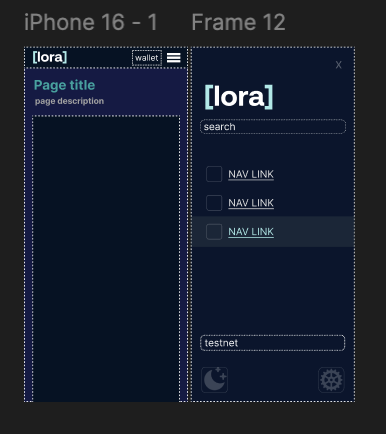 iPhone 16 - 1
Frame 12
[lora]
wallet
Page title
page description
X
[lora]
search
NAV LINK
NAV LINK
NAV LINK
testnet